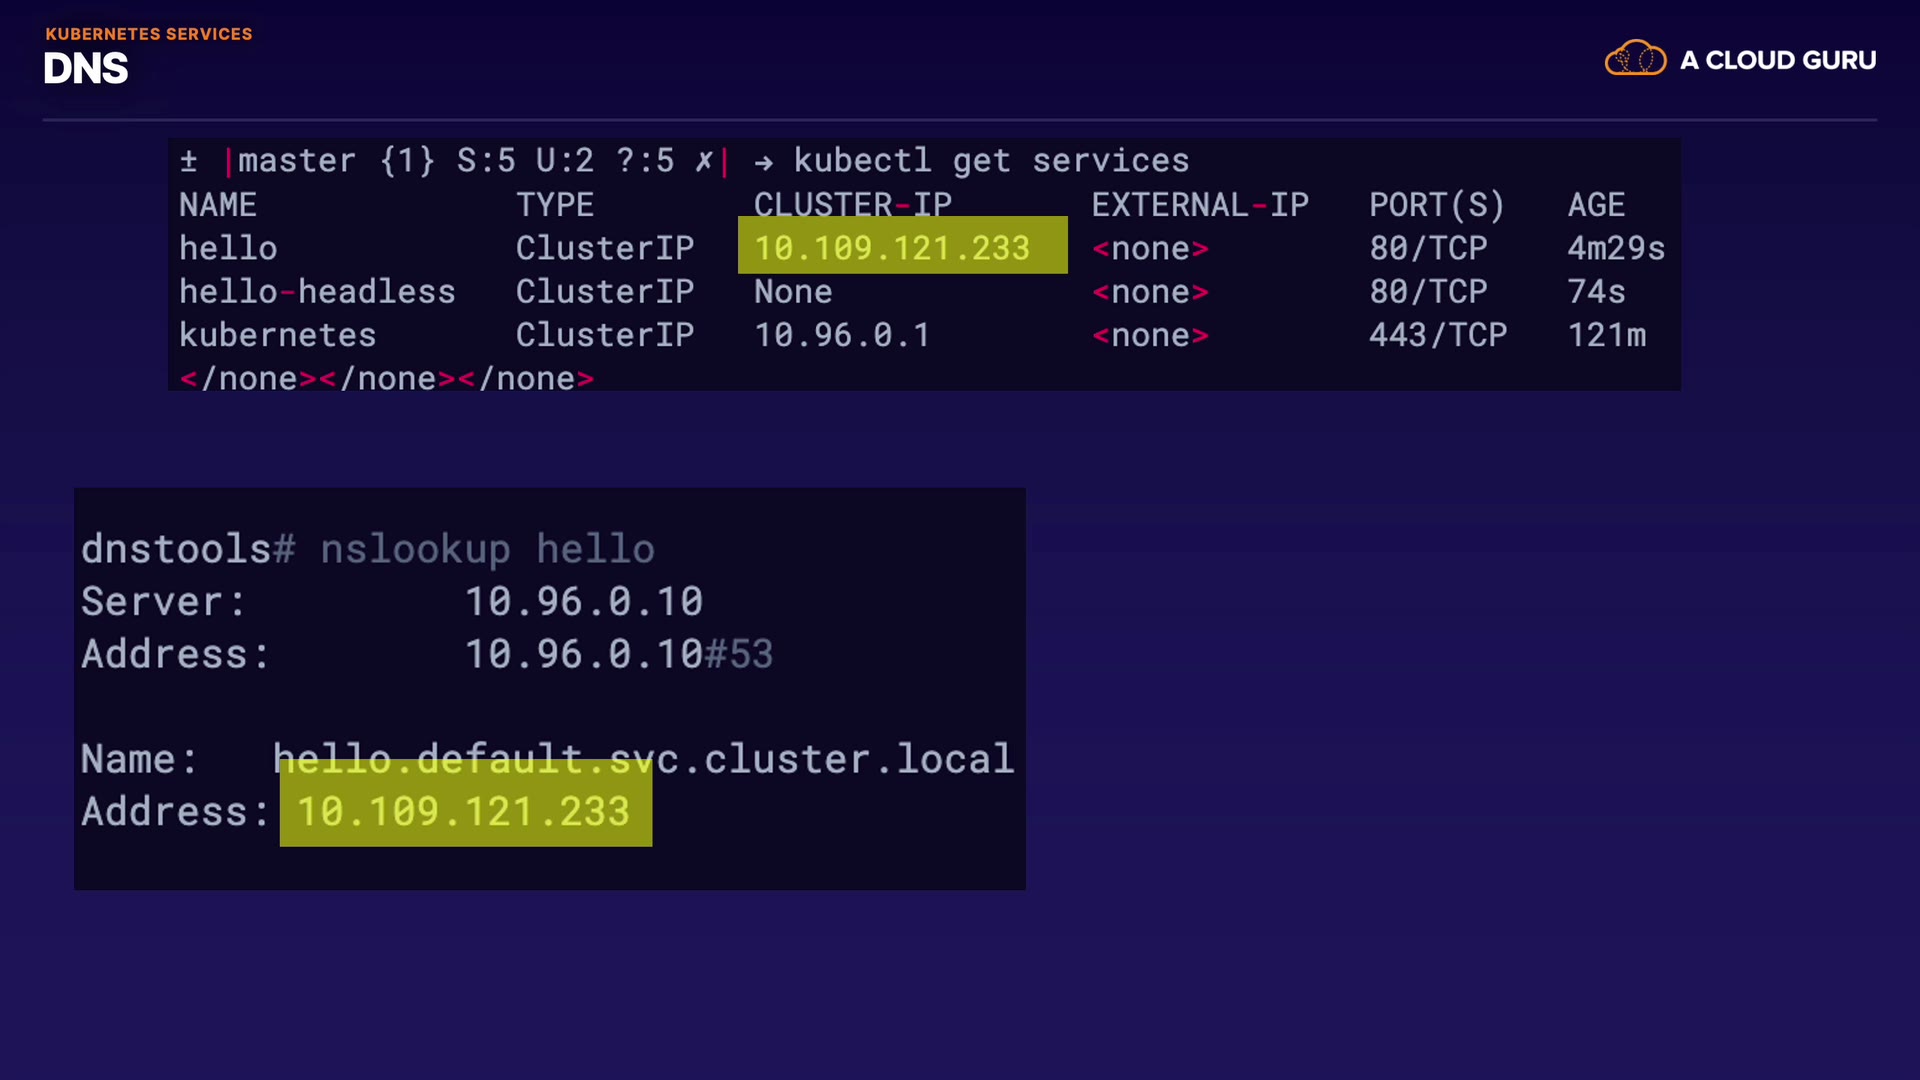 KUBERNETES SERVICES
DNS
A CLOUD GURU
± |master {1} S:5 U:2 ?:5 ✗| → kubectl get services
NAME TYPE CLUSTER-IP EXTERNAL-IP PORT(S) AGE
hello ClusterIP 10.109.121.233 <none> 80/TCP 4m29s
hello-headless ClusterIP None <none> 80/TCP 74s
kubernetes ClusterIP 10.96.0.1 <none> 443/TCP 121m
</none></none></none>
dnstools# nslookup hello
Server: 10.96.0.10
Address: 10.96.0.10#53
Name: hello.default.svc.cluster.local
Address: 10.109.121.233